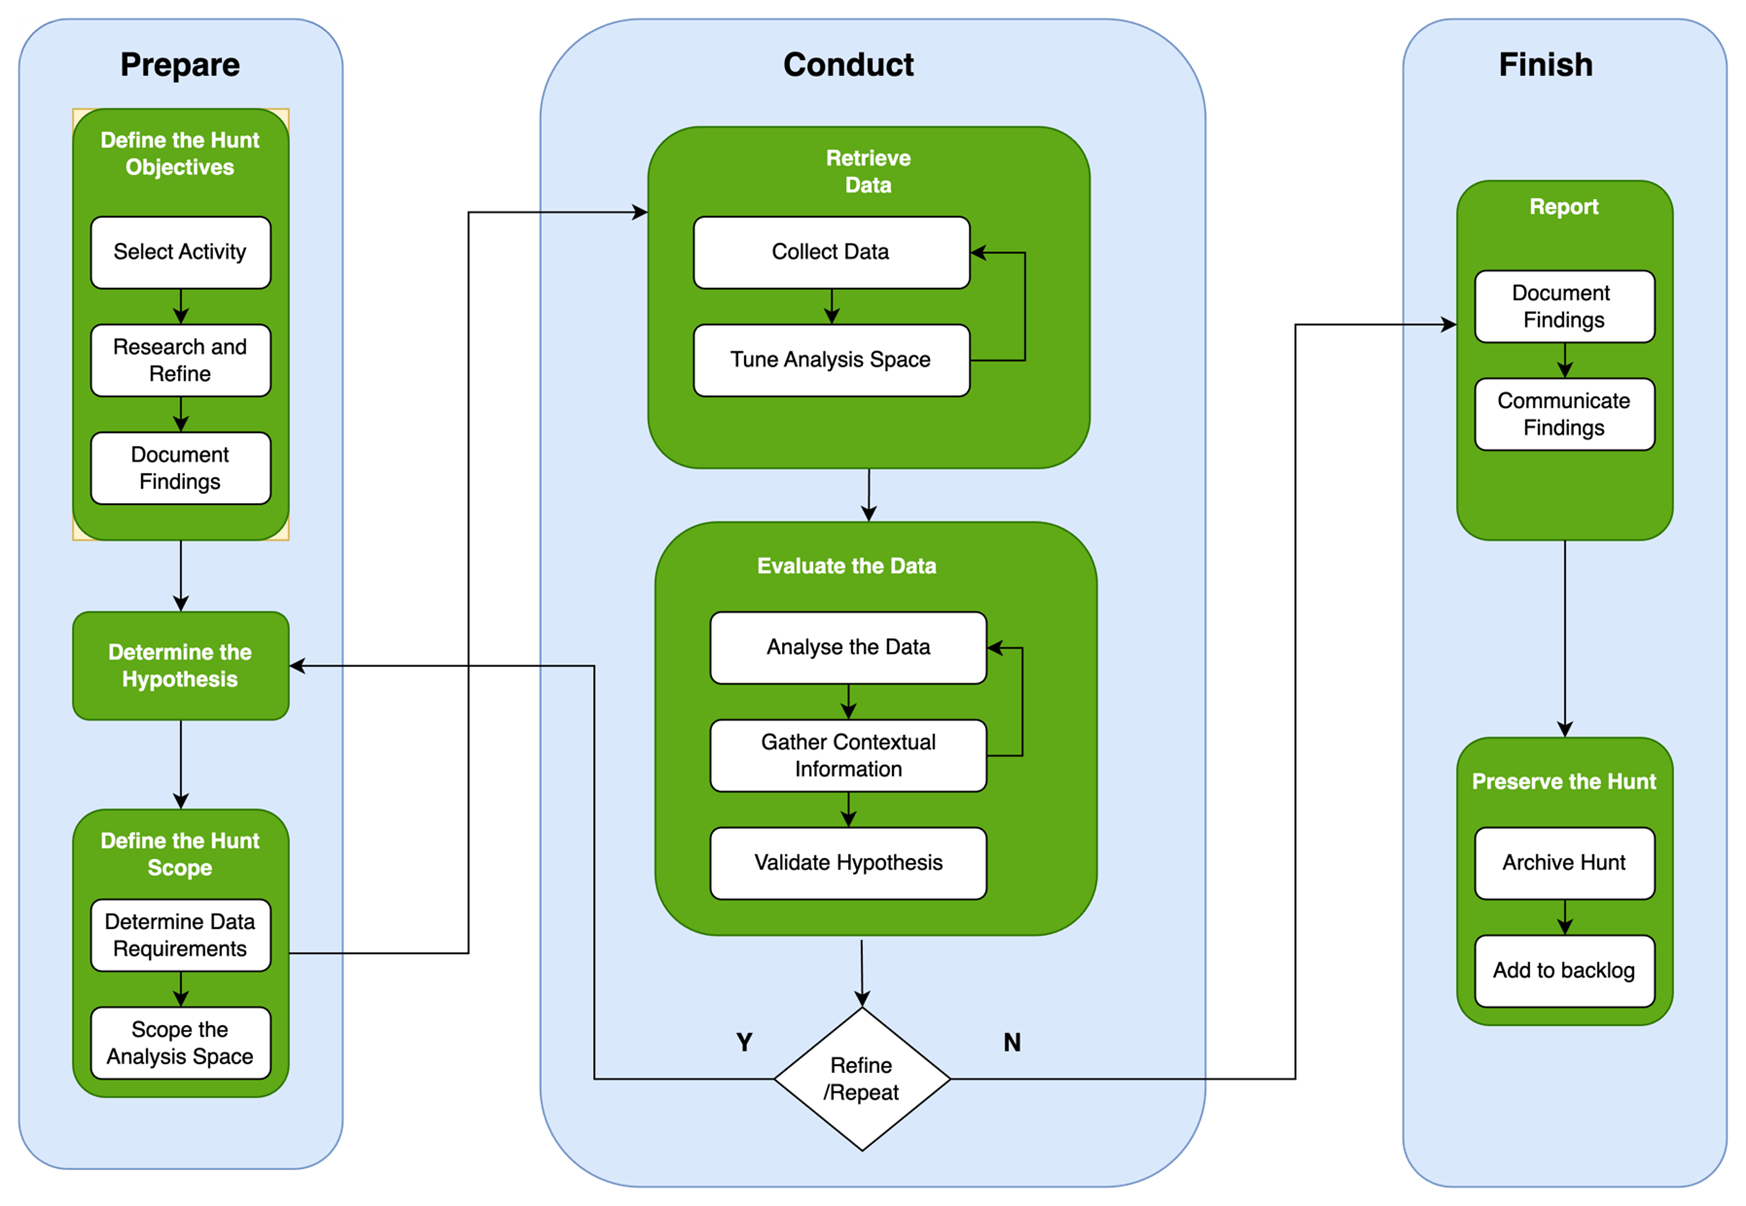 Prepare
Define the Hunt
Objectives
Select Activity
Research and
Refine
Document
Findings
Determine the
Hypothesis
Define the Hunt
Scope
Determine Data
Requirements
Scope the
Analysis Space
Conduct
Retrieve
Data
Collect Data
Tune Analysis Space
Evaluate the Data
Analyse the Data
Gather Contextual
Information
Validate Hypothesis
Y
Refine
/Repeat
N
Finish
Report
Document
Findings
Communicate
Findings
Preserve the Hunt
Archive Hunt
Add to backlog